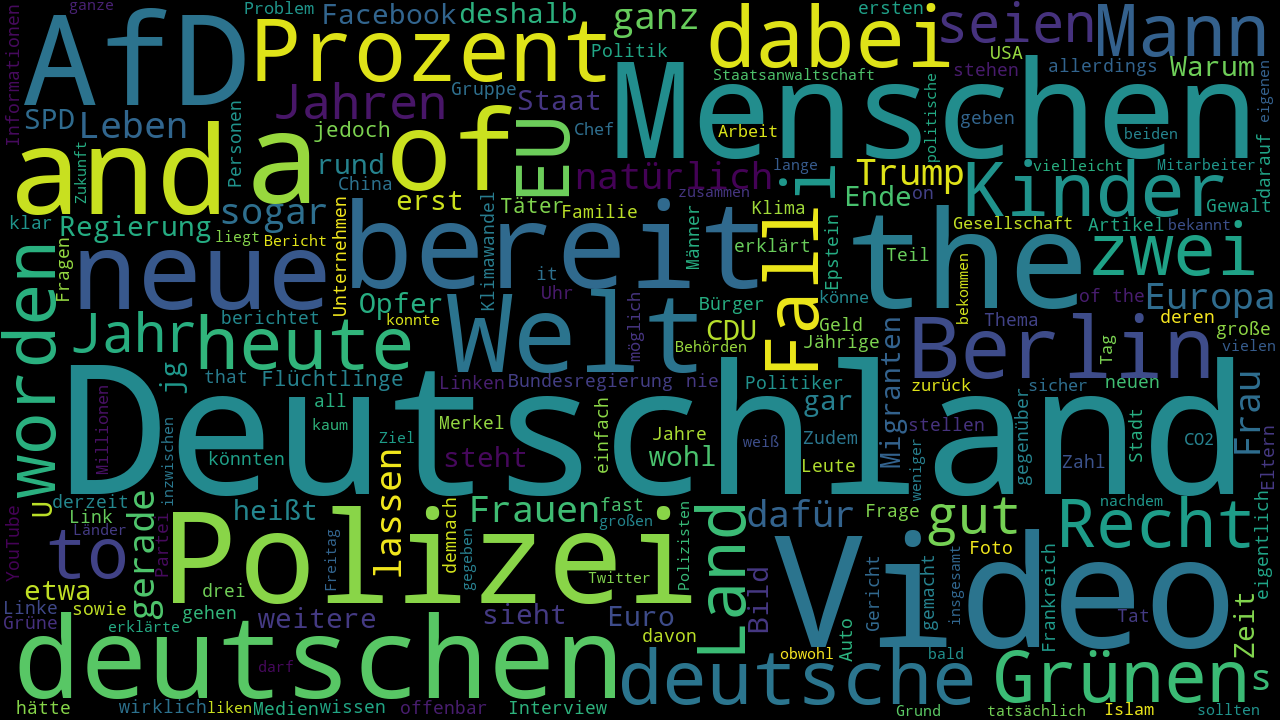 ganze
Problem
Facebook
deshalb
ganz
ersten
seien
Mann
AfD
Prozent
dabei
Politik
USA
Informationen
Jahren
Gruppe
Staat
Staatsanwaltschaft
stehen
allerdings
Warum
eigenen
SPD
Leben
Personen
jedoch
Chef
EU
Menschen
Arbeit
politische
geben
beiden
and
a
of
rund
China
natürlich
lange
i
Trump
vielleicht
Mitarbeiter
Zukunft
erst
zusammen
Kinder
darauf
klar
Regierung
sogar
Täter
Familie
Klima
Ende
on
Gewalt
liegt
Bericht
Unternehmen
bereit
Männer
erklärt
Fall
Epstein
the
Gesellschaft
Artikel
bekannt
zwei
Fragen
neue
Klimawandel
it
Uhr
Teil
worden
Opfer
Bürger
könne
bekommen
of the
Europa
Jahr
heute
berichtet
konnte
Welt
möglich
CDU
Geld
Thema
deren
große
Behörden
Jährige
Migranten
Berlin
Tag
vielen
jg
that
Flüchtlinge
Linken
Bundesregierung
nie
Politiker
zurück
sicher
neuen
Millionen
Deutschland
all
kaum
Merkel
einfach
Jahre
gar
stellen
gegenüber
Stadt
Frau
inzwischen
könnten
Ziel
steht
wohl
weiß
Zudem
Leute
weniger
Zahl
CO2
Eltern
u
derzeit
Link
gerade
heißt
lassen
demnach
Frauen
fast
großen
Land
dafür
Frage
gut
nachdem
Recht
eigentlich
YouTube
to
Länder
Partei
Polizei
Freitag
gegeben
Twitter
Polizisten
Video
Foto
etwa
drei
Bild
Gericht
gemacht
insgesamt
Frankreich
Tat
Zeit
Linke
sowie
gehen
weitere
sieht
Euro
Grüne
erklärte
davon
Auto
obwohl
bald
deutschen
darf
deutsche
Grünen
s
hätte
wirklich
liken
Medien
wissen
offenbar
Interview
Grund
tatsächlich
Islam
sollten